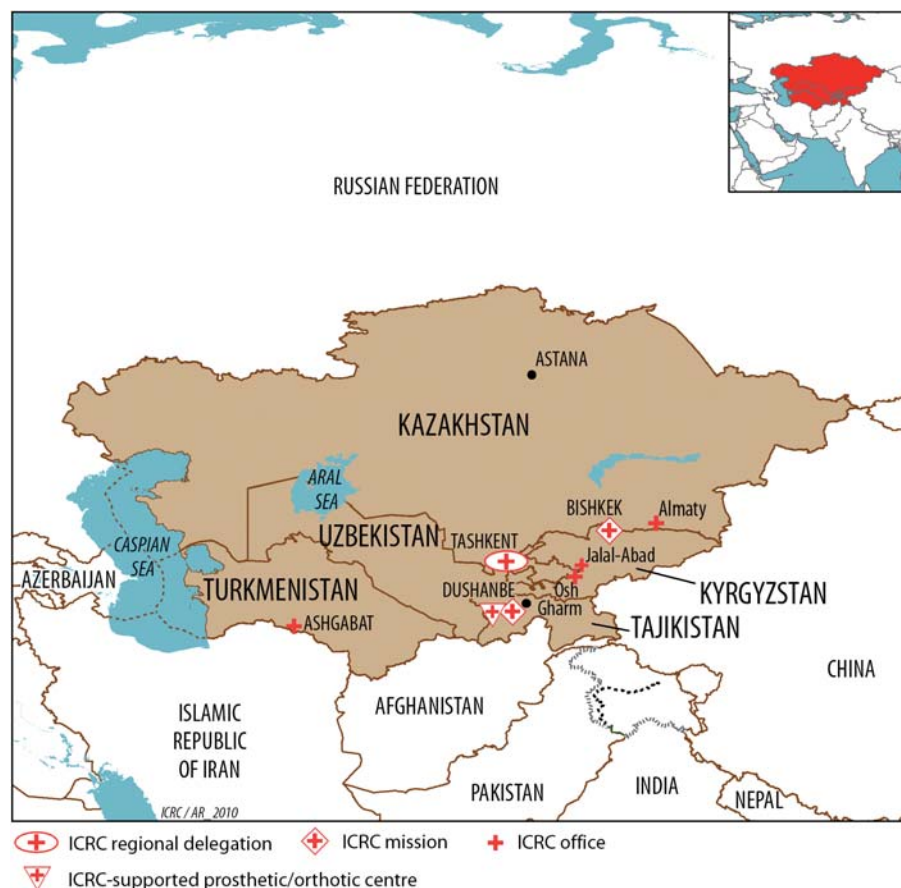 RUSSIAN FEDERATION
ASTANA
KAZAKHSTAN
ARAL
SEA
BISHKEK
Almaty
UZBEKISTAN
TASHKENT
CASPIAN
SEA
Jalal-Abad
AZERBAIJAN
TURKMENISTAN
DUSHANBE
Osh
KYRGYZSTAN
Gharm
ASHGABAT
TAJIKISTAN
CHINA
AFGHANISTAN
ISLAMIC
REPUBLIC
OF IRAN
PAKISTAN
INDIA
NEPAL
ICRC / AR_2010
ICRC regional delegation
ICRC mission
ICRC office
ICRC-supported prosthetic/orthotic centre